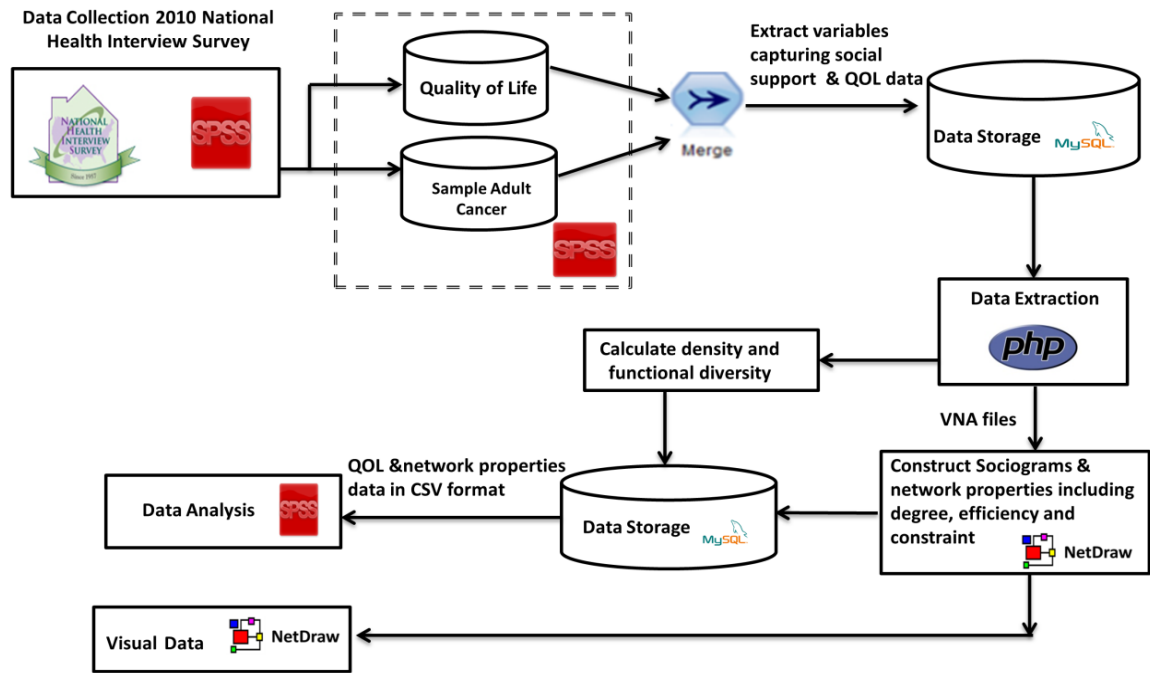 Data Collection 2010 National
Health Interview Survey
NATIONAL
HEALTH
INTERVIEW
SURVEY
Since 1957
SPSS
Quality of Life
Sample Adult
Cancer
SPSS
Merge
Extract variables
capturing social
support & QOL data
Data Storage
MySQL
Data Extraction
php
Calculate density and
functional diversity
VNA files
Construct Sociograms &
network properties including
degree, efficiency and
constraint
NetDraw
QOL &network properties
data in CSV format
Data Storage
MySQL
Data Analysis
SPSS
Visual Data
NetDraw